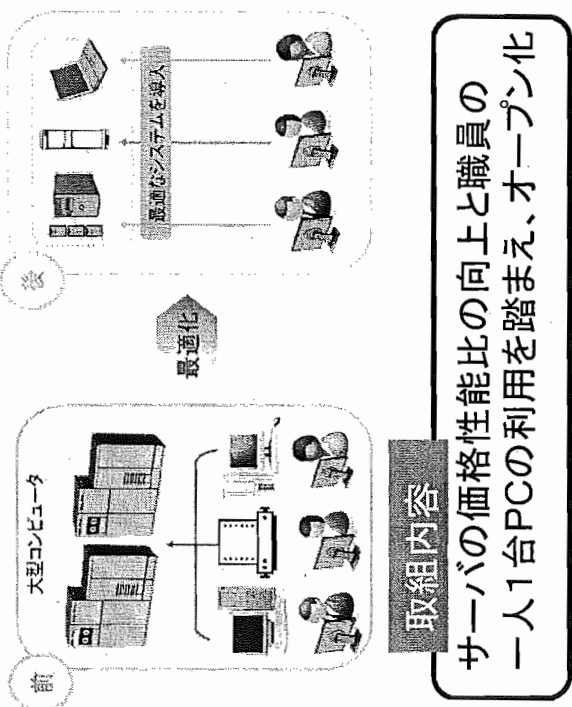 前
大型コンピュータ
最適化
後
最適なシステムを導入
取組内容
サーバの価格性能比の向上と職員の
一人1台PCの利用を踏まえ、オープン化